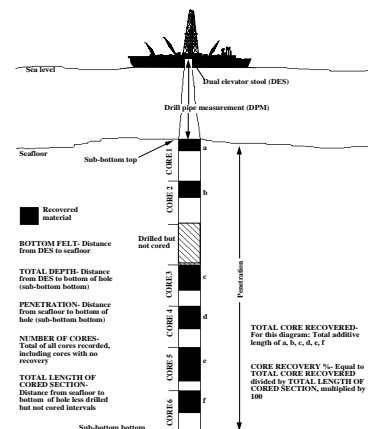 Sea level
Dual elevator stool (DES)
Drill pipe measurement (DPM)
Sub-bottom top
Seafloor
CORE 1
a
CORE 2
b
Drilled but
not cored
CORE 3
c
CORE 4
d
CORE 5
e
CORE 6
f
Penetration
Sub-bottom bottom
Recovered
material
BOTTOM FELT- Distance
from DES to seafloor
TOTAL DEPTH- Distance
from DES to bottom of hole
(sub-bottom bottom)
PENETRATION- Distance
from seafloor to bottom of
hole (sub-bottom bottom)
NUMBER OF CORES-
Total of all cores recorded,
including cores with no
recovery
TOTAL LENGTH OF
CORED SECTION-
Distance from seafloor to
bottom of hole less drilled
but not cored intervals
TOTAL CORE RECOVERED-
For this diagram: Total additive
length of a, b, c, d, e, f
CORE RECOVERY %- Equal to
TOTAL CORE RECOVERED
divided by TOTAL LENGTH OF
CORED SECTION, multiplied by
100